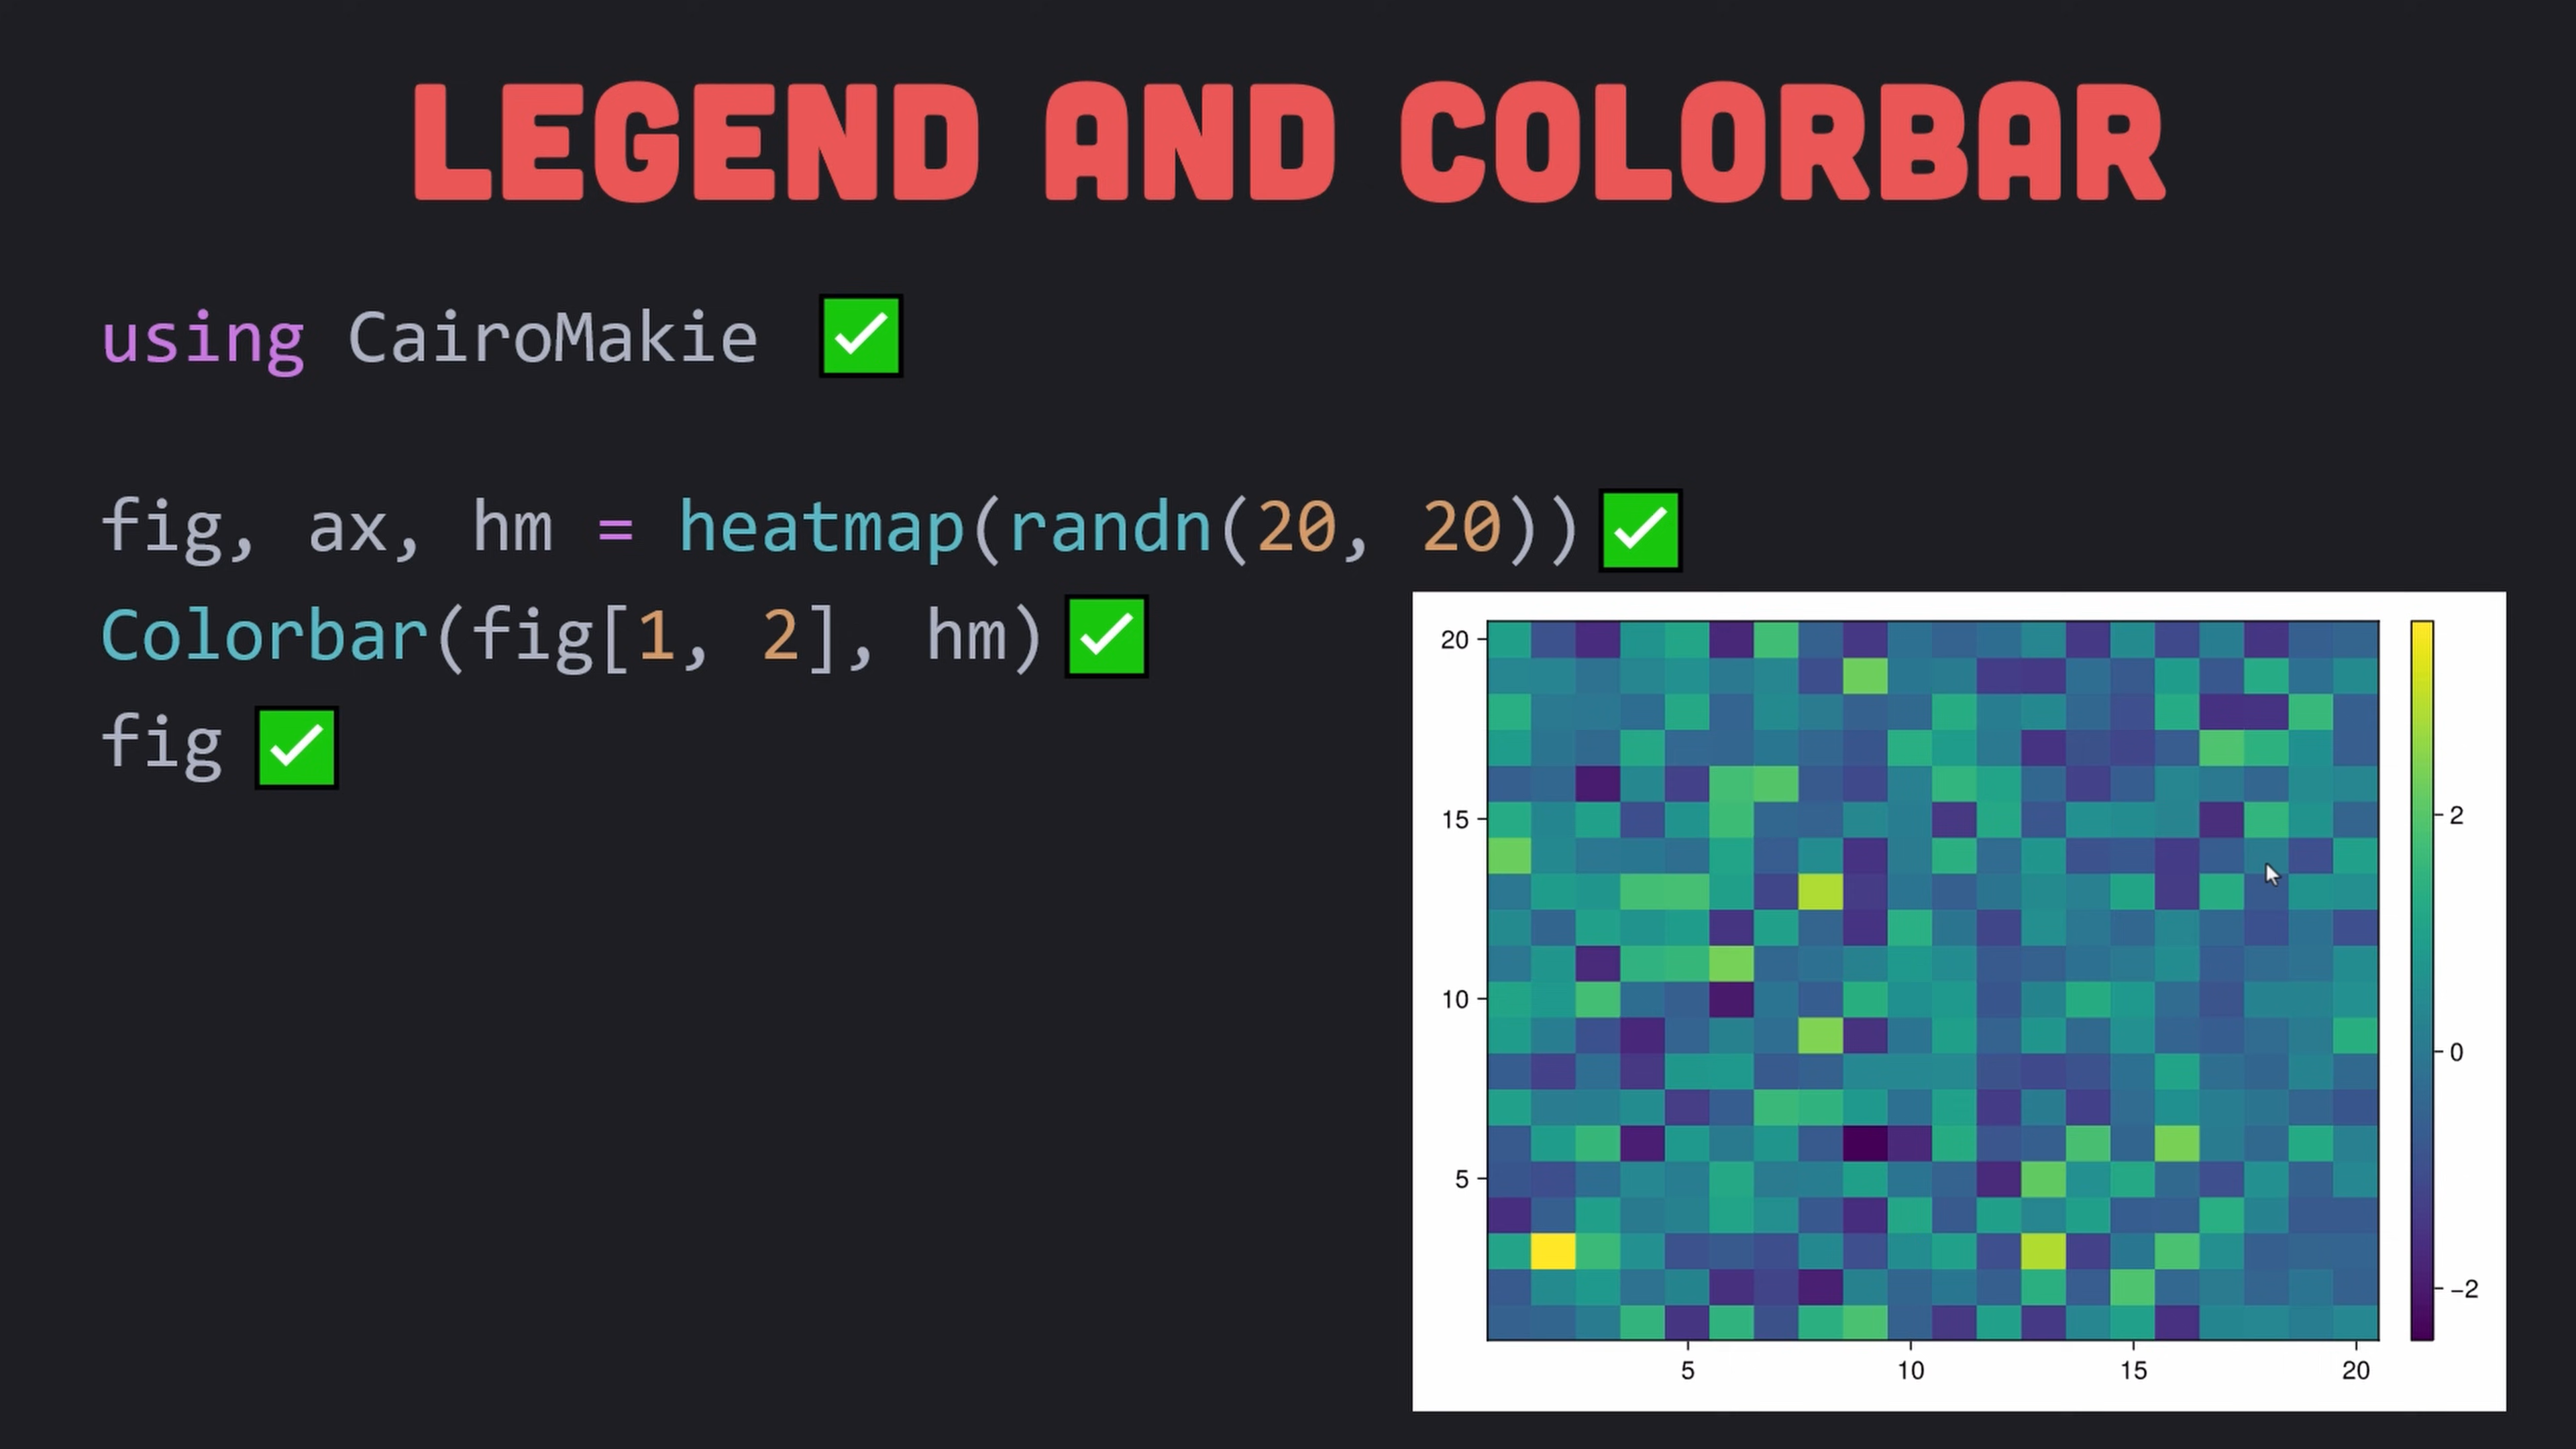 LEGEND AND COLORBAR
using CairoMakie
fig, ax, hm = heatmap(randn(20, 20))
Colorbar(fig[1, 2], hm)
fig
20
15
10
5
5
10
15
20
2
0
−2